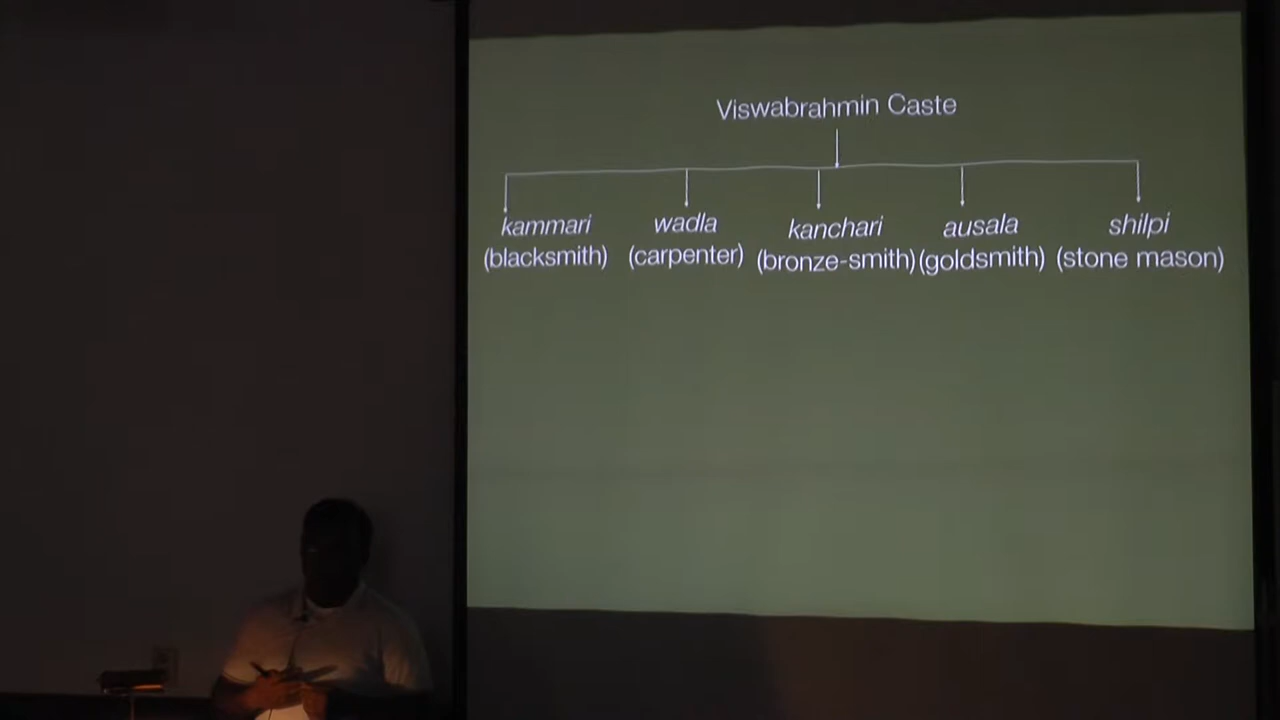 Viswabrahmin Caste
kammari wadla kanchari ausala shilpi
(blacksmith) (carpenter) (bronze-smith) (goldsmith) (stone mason)